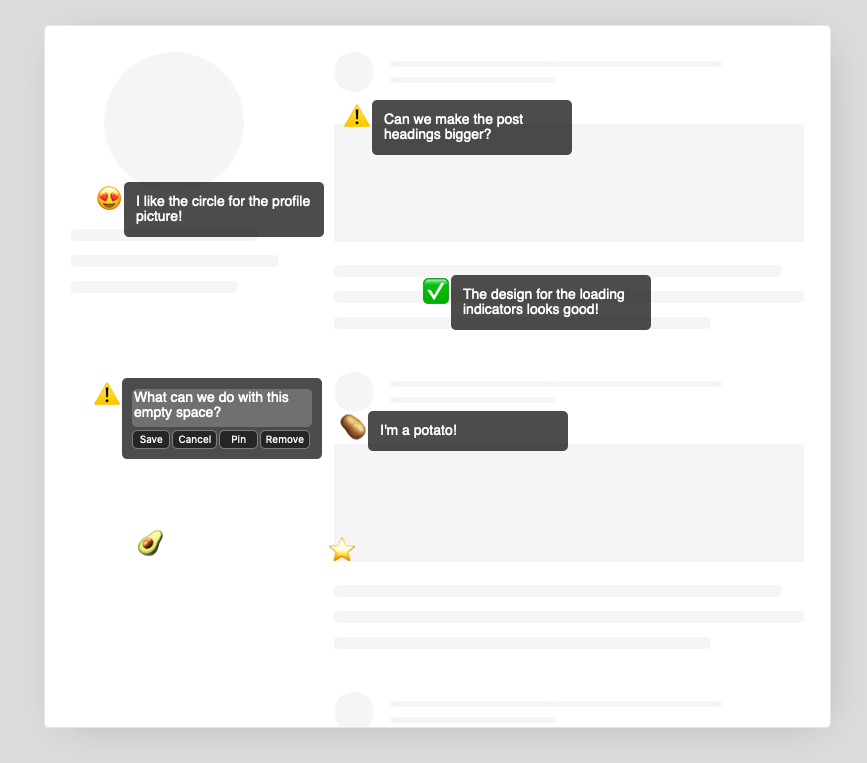 Can we make the post
headings bigger?
I like the circle for the profile
picture!
The design for the loading
indicators looks good!
What can we do with this
empty space?
Save Cancel Pin Remove
I'm a potato!